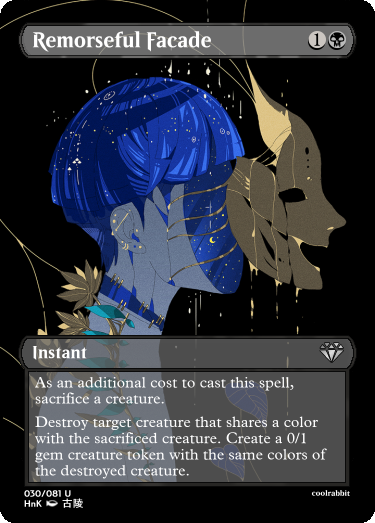 Remorseful Facade
1
Instant
As an additional cost to cast this spell,
sacrifice a creature.
Destroy target creature that shares a color
with the sacrificed creature. Create a 0/1
gem creature token with the same colors of
the destroyed creature.
030/081 U
HnK 古陵
coolrabbit